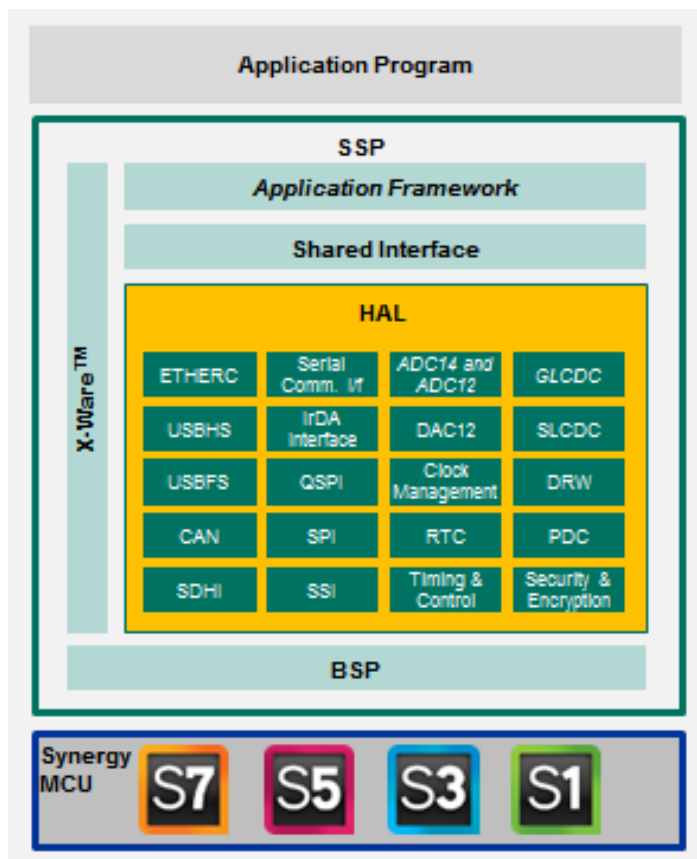 Application Program
SSP
Application Framework
Shared Interface
X-Ware™
HAL
ETHERC
Serial
Comm. I/f
ADC14 and
ADC12
GLCDC
USBHS
IrDA
Interface
DAC12
SLCDC
USBFS
QSPI
Clock
Management
DRW
CAN
SPI
RTC
PDC
SDHI
SSI
Timing &
Control
Security &
Encryption
BSP
Synergy
MCU
S7
S5
S3
S1